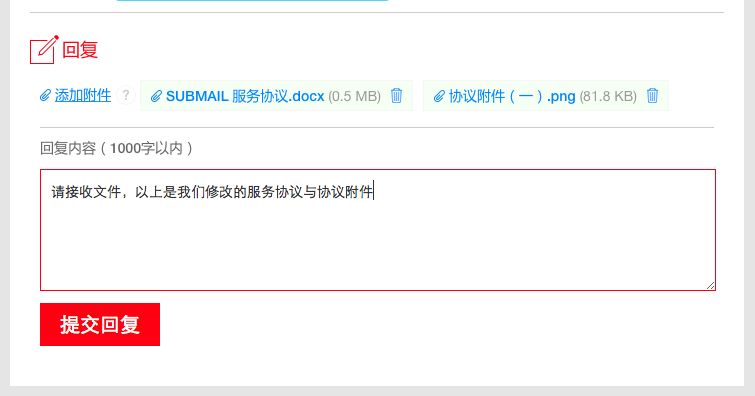 回复
添加附件 ? SUBMAIL 服务协议.docx (0.5 MB) 协议附件（一）.png (81.8 KB)
回复内容（1000字以内）
请接收文件，以上是我们修改的服务协议与协议附件
提交回复